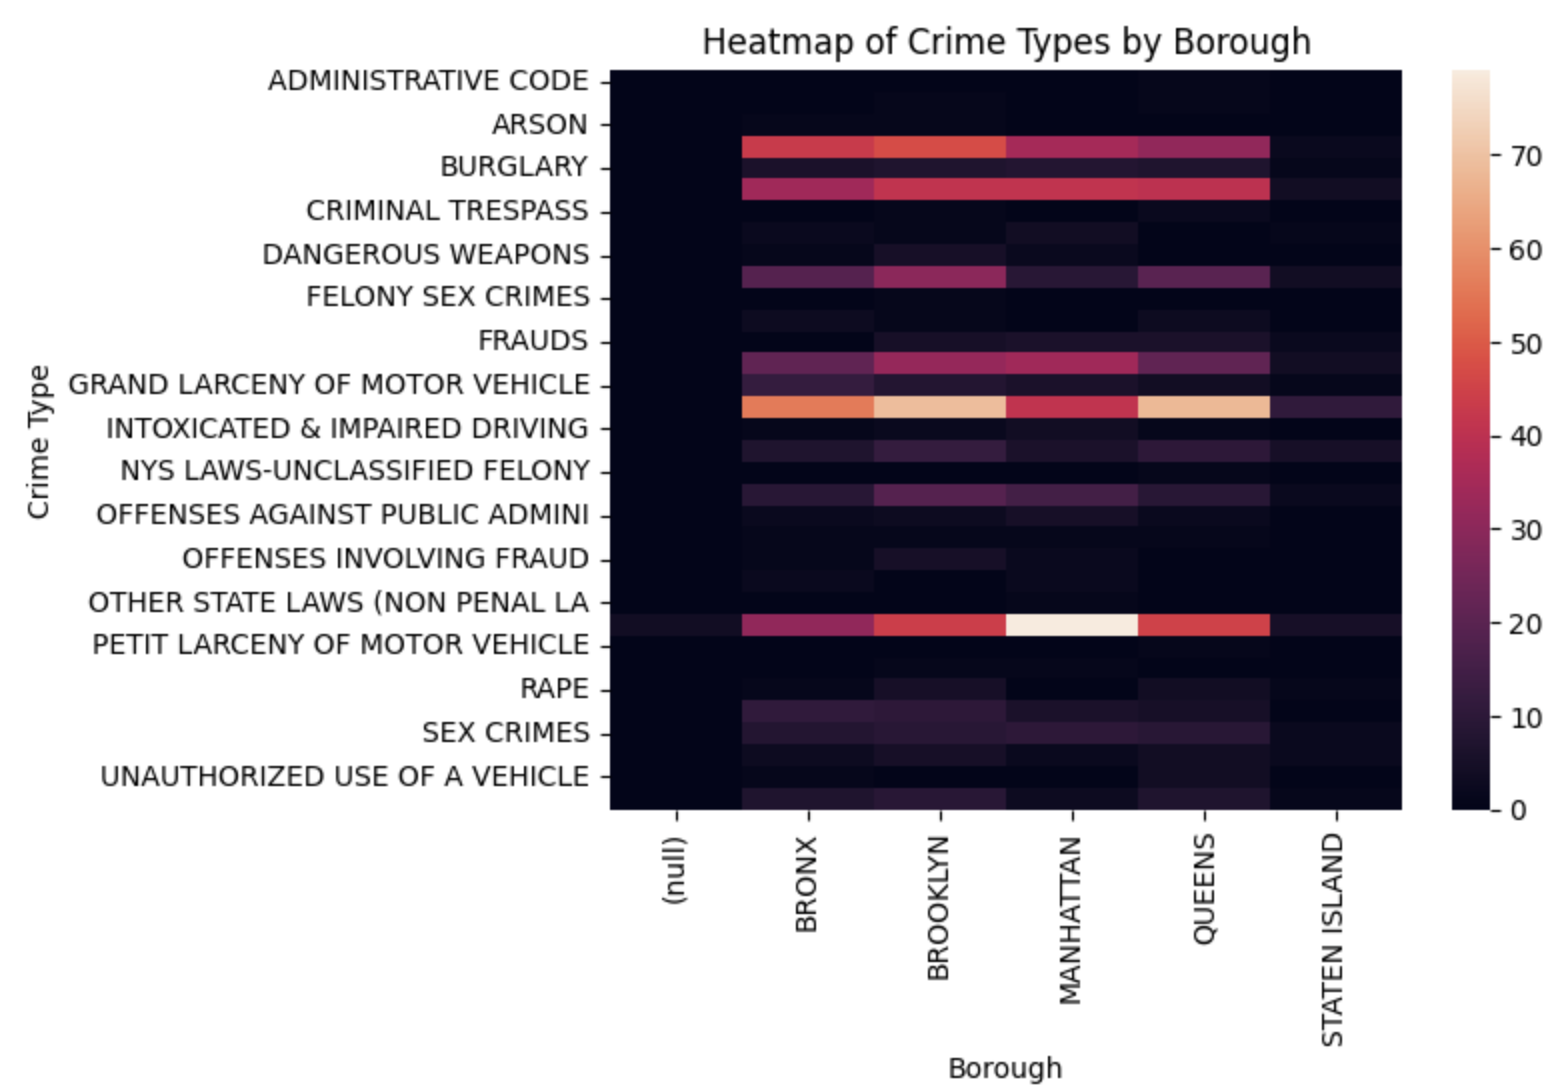 Heatmap of Crime Types by Borough
ADMINISTRATIVE CODE
ARSON
BURGLARY
CRIMINAL TRESPASS
DANGEROUS WEAPONS
FELONY SEX CRIMES
FRAUDS
GRAND LARCENY OF MOTOR VEHICLE
INTOXICATED & IMPAIRED DRIVING
NYS LAWS-UNCLASSIFIED FELONY
OFFENSES AGAINST PUBLIC ADMINI
OFFENSES INVOLVING FRAUD
OTHER STATE LAWS (NON PENAL LA
PETIT LARCENY OF MOTOR VEHICLE
RAPE
SEX CRIMES
UNAUTHORIZED USE OF A VEHICLE
Crime Type
(null)
BRONX
BROOKLYN
MANHATTAN
QUEENS
STATEN ISLAND
Borough
70
60
50
40
30
20
10
0